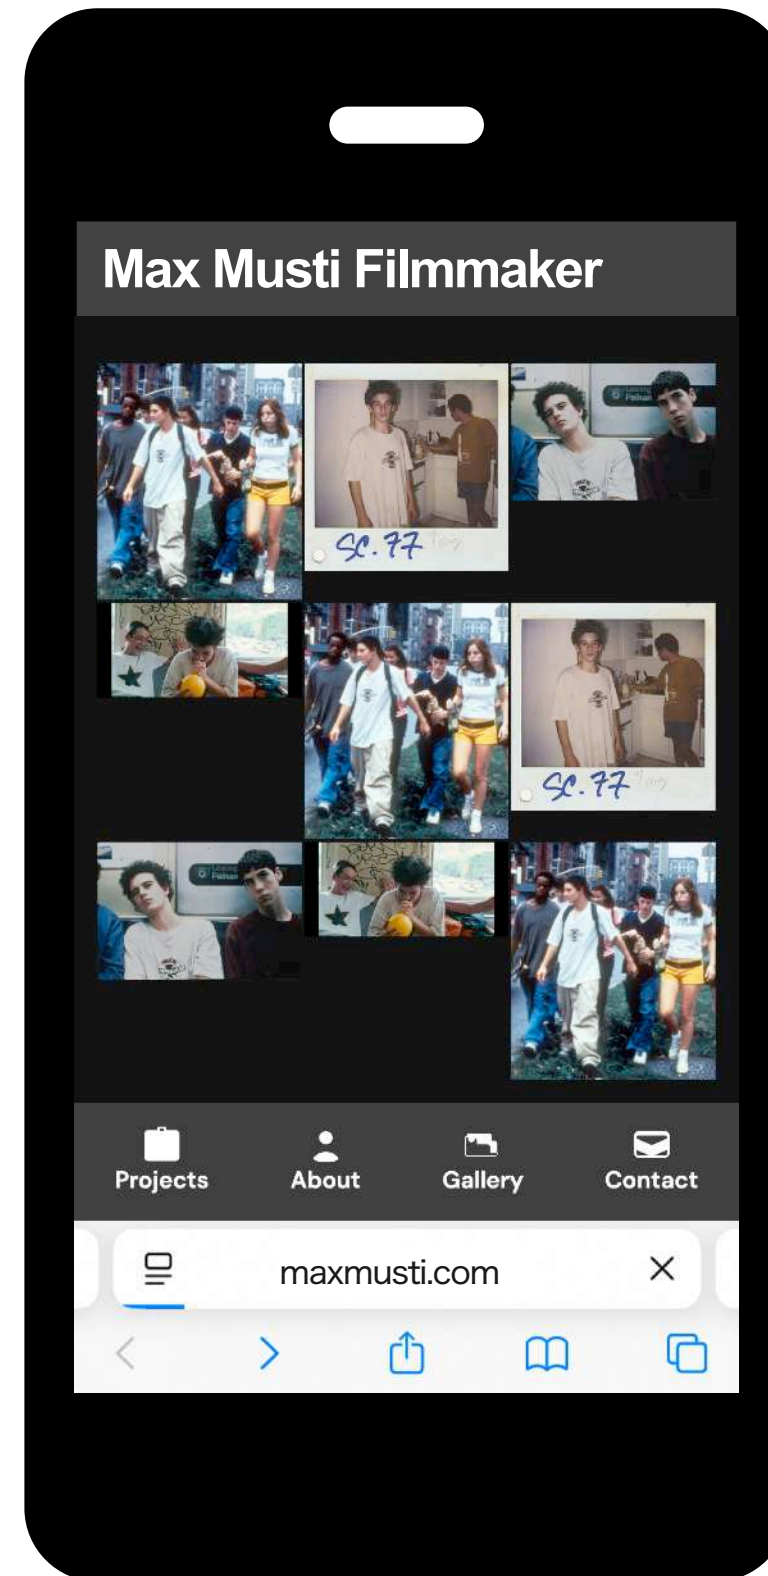 Max Musti Filmmaker
SC. 77
SC. 77
Projects
About
Gallery
Contact
maxmusti.com